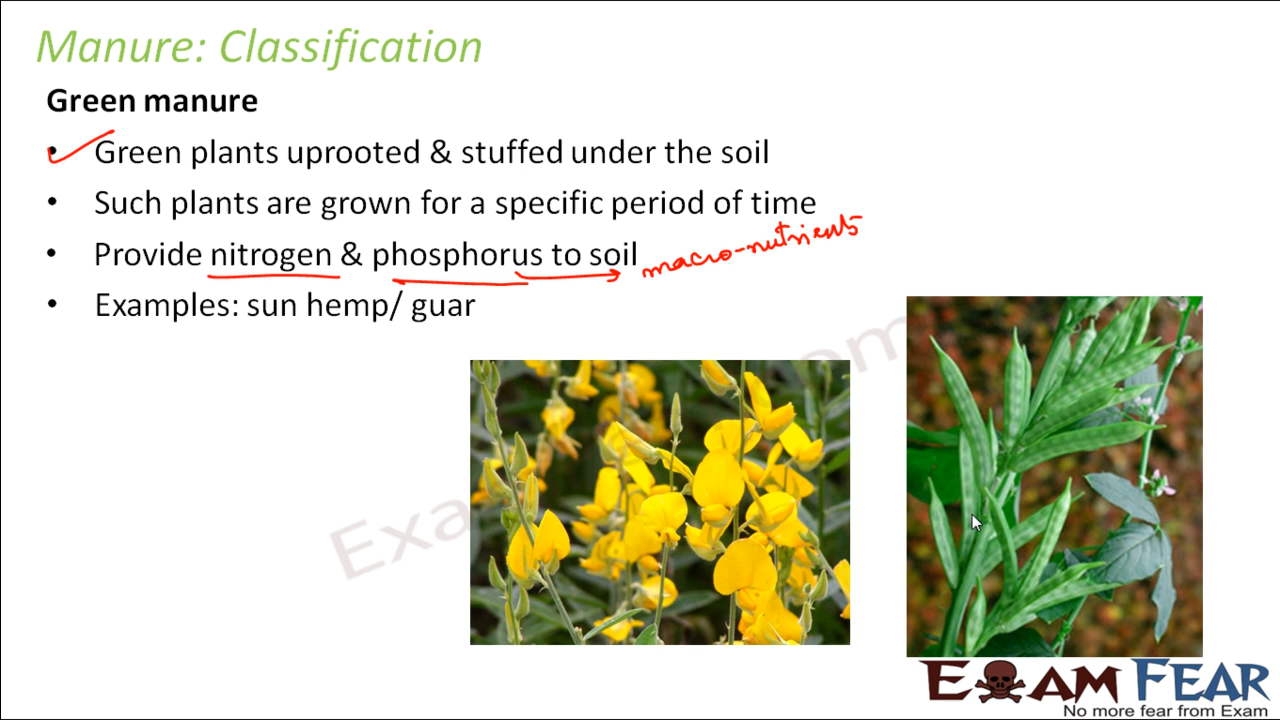 Manure: Classification
Green manure
• Green plants uprooted & stuffed under the soil
• Such plants are grown for a specific period of time
• Provide nitrogen & phosphorus to soil macro-nutrients
• Examples: sun hemp/ guar
EXAM FEAR
No more fear from Exam